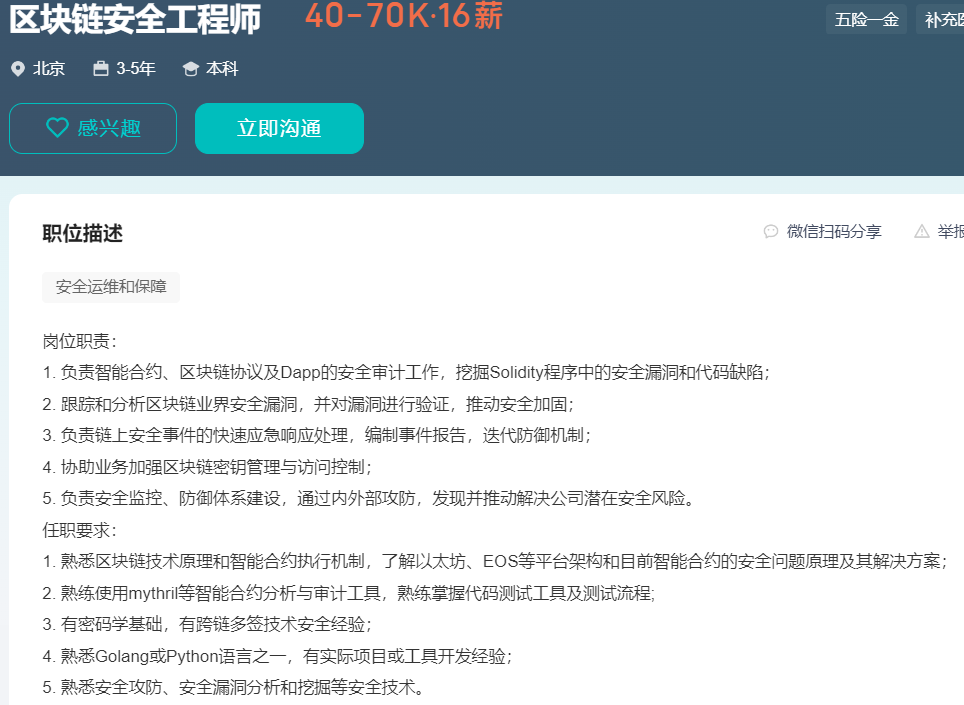 区块链安全工程师 40-70K·16薪 五险一金 补充医
北京 3-5年 本科
感兴趣 立即沟通
职位描述 微信扫码分享 举报
安全运维和保障
岗位职责：
1. 负责智能合约、区块链协议及Dapp的安全审计工作，挖掘Solidity程序中的安全漏洞和代码缺陷；
2. 跟踪和分析区块链业界安全漏洞，并对漏洞进行验证，推动安全加固；
3. 负责链上安全事件的快速应急响应处理，编制事件报告，迭代防御机制；
4. 协助业务加强区块链密钥管理与访问控制；
5. 负责安全监控、防御体系建设，通过内外部攻防，发现并推动解决公司潜在安全风险。
任职要求：
1. 熟悉区块链技术原理和智能合约执行机制，了解以太坊、EOS等平台架构和目前智能合约的安全问题原理及其解决方案；
2. 熟练使用mythril等智能合约分析与审计工具，熟练掌握代码测试工具及测试流程;
3. 有密码学基础，有跨链多签技术安全经验；
4. 熟悉Golang或Python语言之一，有实际项目或工具开发经验；
5. 熟悉安全攻防、安全漏洞分析和挖掘等安全技术。